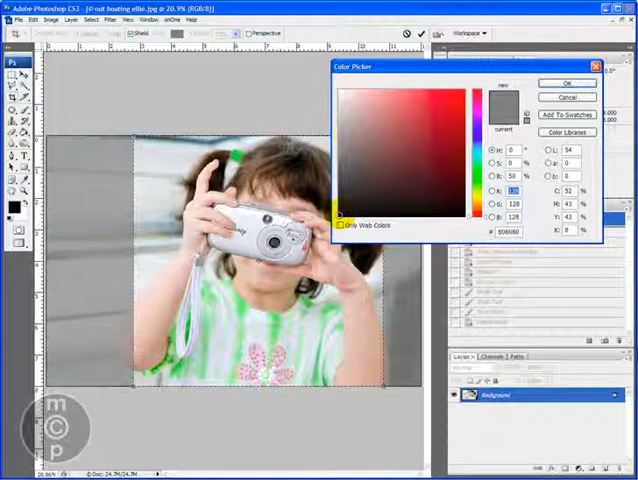 Adobe Photoshop CS3
out boating ellie.jpg @ 20.9% (RGB/8)
File Edit Image Layer Select Filter Analysis View Window onOne Help
Shield
Perspective
Workspace
Ps
Color Picker
new
current
OK
Cancel
Add To Swatches
Color Libraries
H: 0 °
L: 54
S: 0 %
a: 0
B: 50 %
b: 0
R: 128
C: 52 %
G: 128
M: 43 %
B: 128
Y: 43 %
# 808080
K: 8 %
Only Web Colors
Layers
Channels
Paths
Background
m
c
p
Doc: 24.7M/24.7M